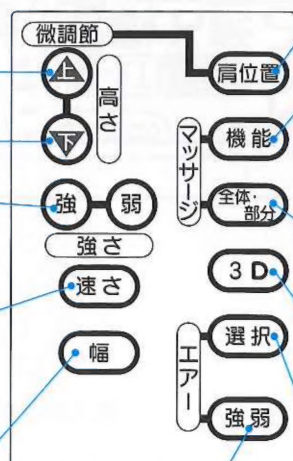 微調節
上
下
高さ
肩位置
マッサージ
機能
全体・
部分
強
弱
強さ
速さ
幅
3D
エアー
選択
強弱